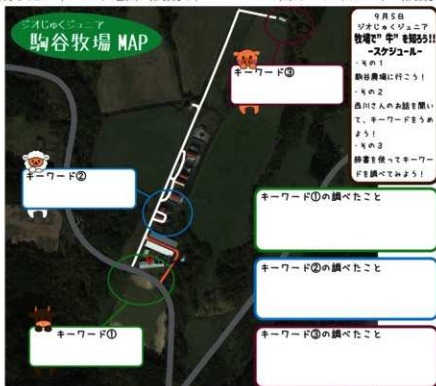 ジオじゅくジュニア
駒谷牧場 MAP
9月5日
ジオじゅくジュニア
牧場で"牛"を知ろう!!
-スケジュール-
・その1
駒谷農場に行こう！
・その2
西川さんのお話を聞い
て、キーワードをうめ
よう！
・その3
辞書を使ってキーワー
ドを調べてみよう！
キーワード③
キーワード②
キーワード①
キーワード①の調べたこと
キーワード②の調べたこと
キーワード③の調べたこと